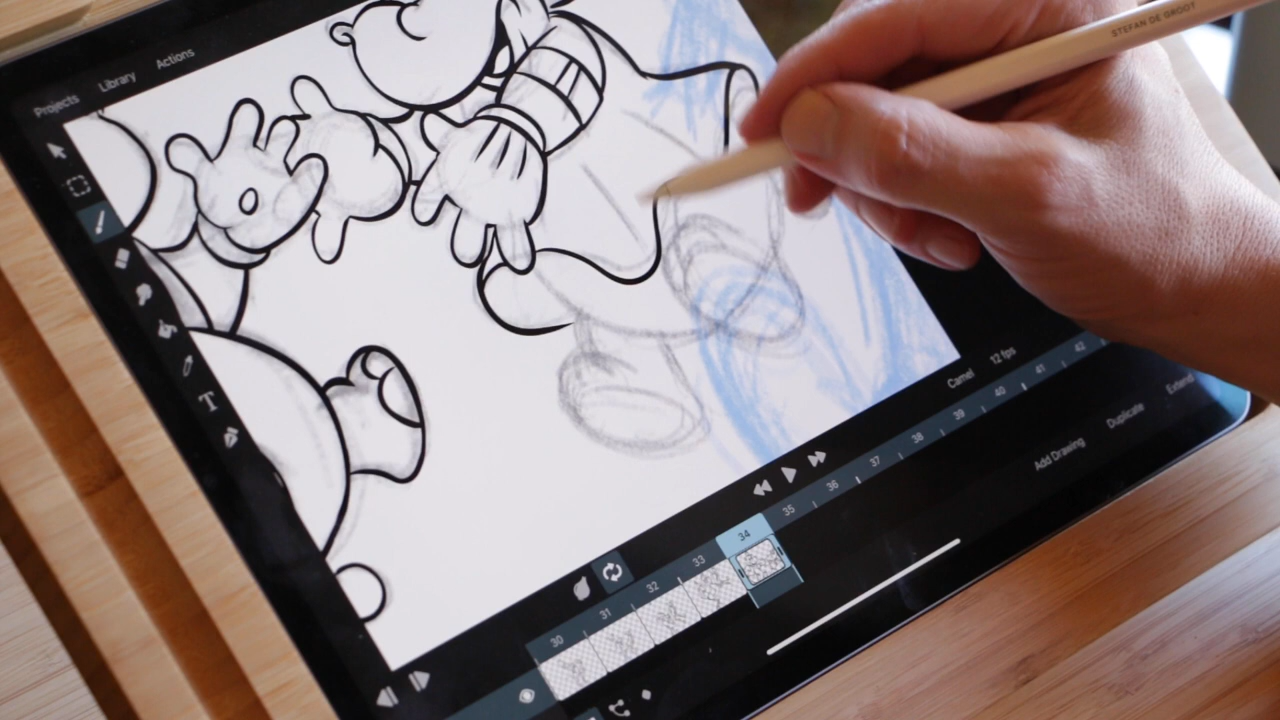 STEFAN DE GROOT
Projects Library Actions
T
Camel 12 fps
30 31 32 33 34 35 36 37 38 39 40 41 42
Add Drawing Duplicate Extend